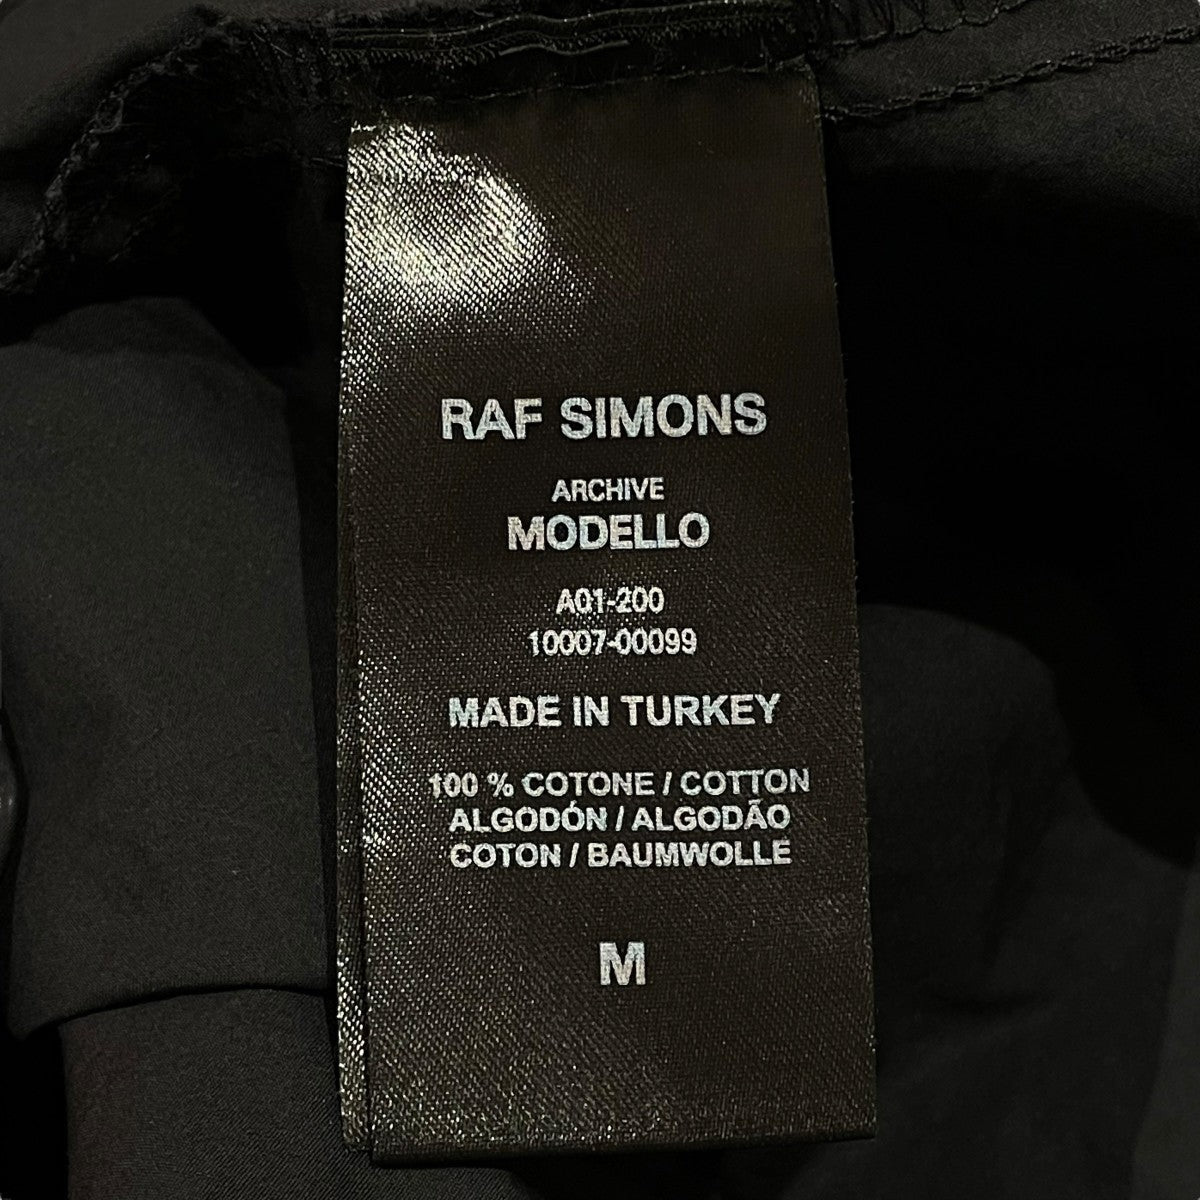 RAF SIMONS
ARCHIVE
MODELLO
A01-200
10007-00099
MADE IN TURKEY
100 % COTONE / COTTON
ALGODÓN / ALGODÃO
COTON / BAUMWOLLE
M